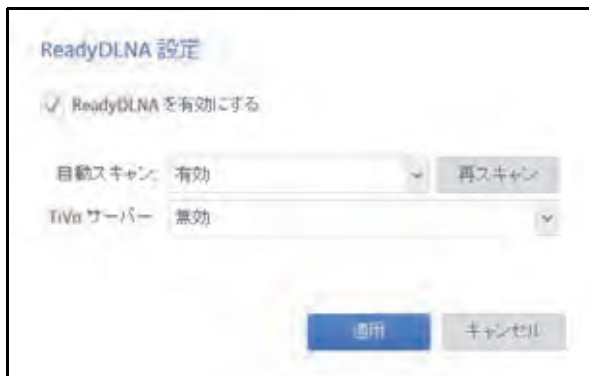 ReadyDLNA 設定
ReadyDLNA を有効にする
自動スキャン: 有効 再スキャン
TiVo サーバー 無効
適用 キャンセル